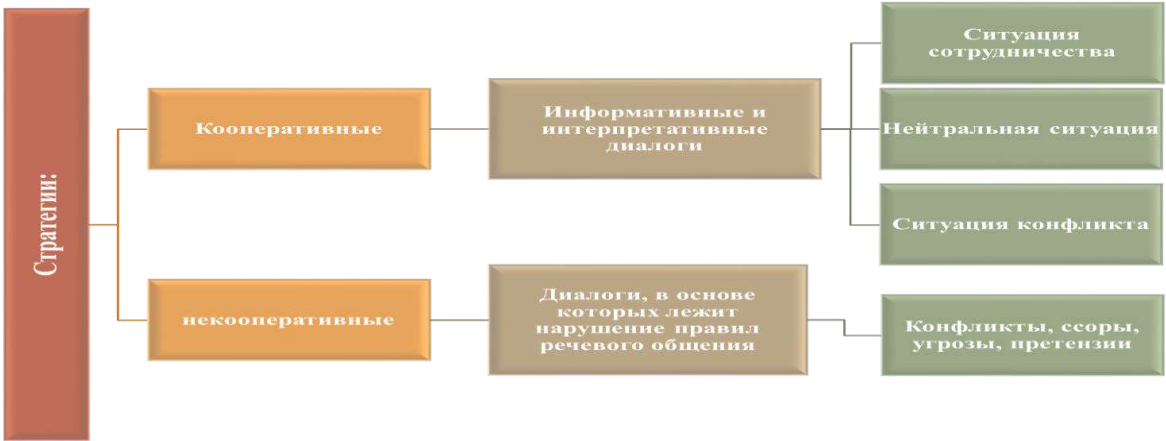 Стратегии:
Кооперативные
Информативные и
интерпретативные
диалоги
Ситуация
сотрудничества
Нейтральная ситуация
Ситуация конфликта
некооперативные
Диалоги, в основе
которых лежит
нарушение правил
речевого общения
Конфликты, ссоры,
угрозы, претензии